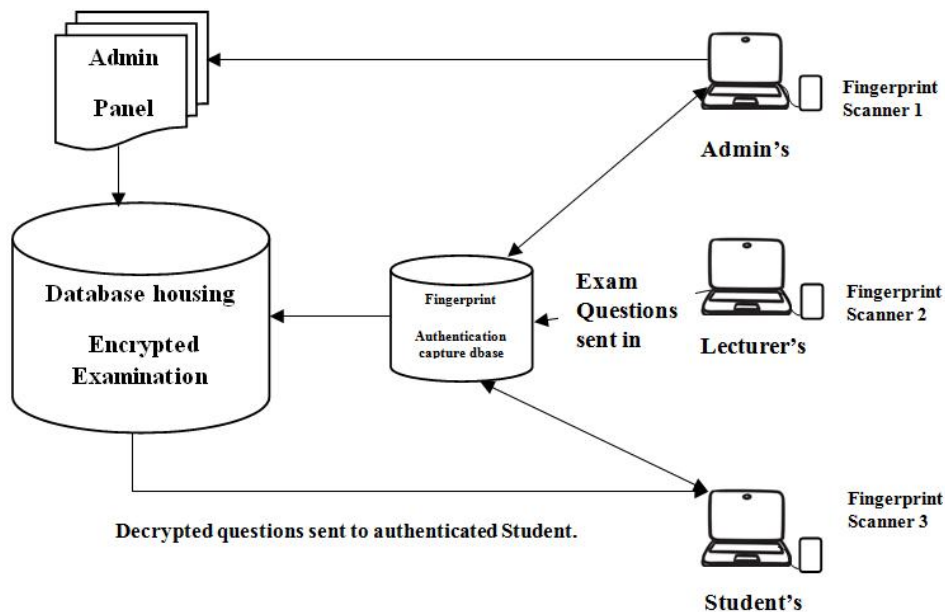 Admin
Panel
Fingerprint
Scanner 1
Admin's
Database housing
Encrypted
Examination
Fingerprint
Authentication
capture dbase
Exam
Questions
sent in
Fingerprint
Scanner 2
Lecturer's
Fingerprint
Scanner 3
Decrypted questions sent to authenticated Student.
Student's